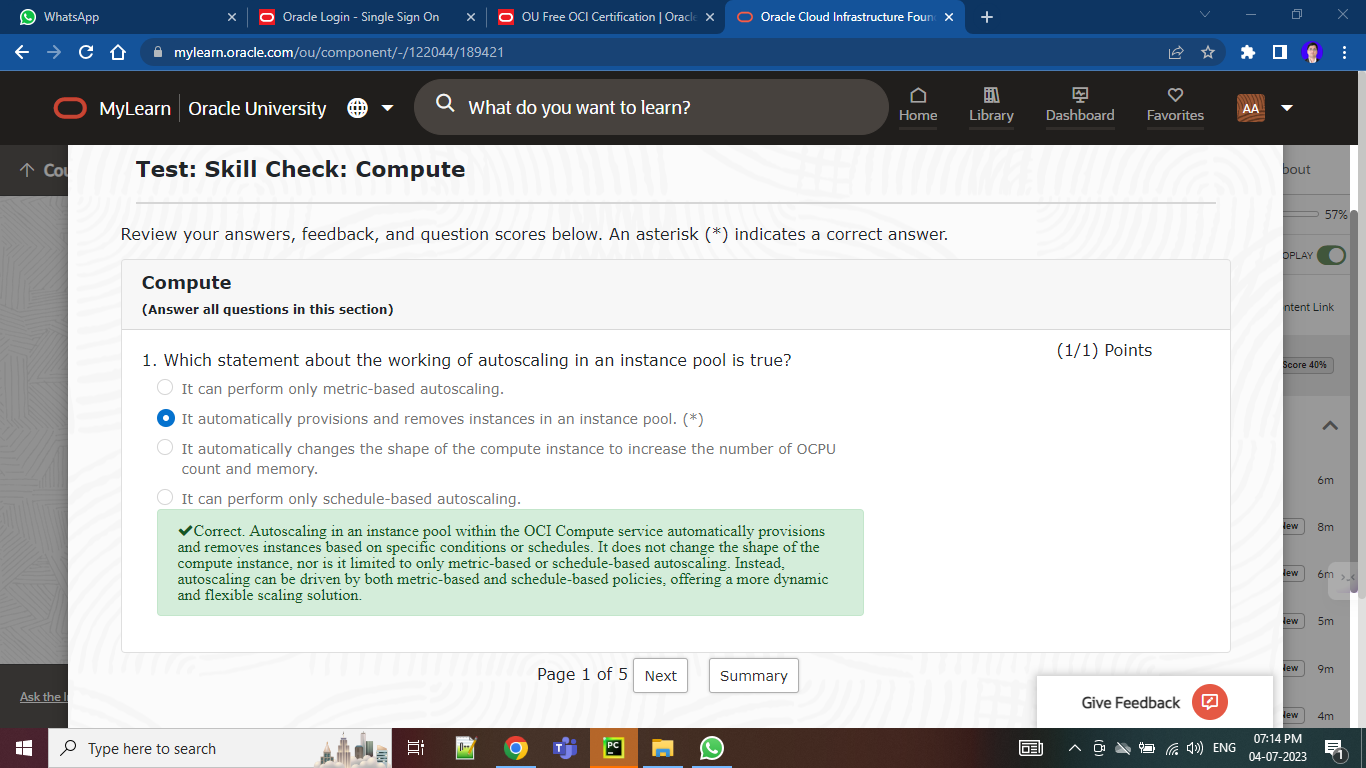 WhatsApp
Oracle Login - Single Sign On
OU Free OCI Certification | Oracle
Oracle Cloud Infrastructure Foun
mylearn.oracle.com/ou/component/-/122044/189421
MyLearn
Oracle University
What do you want to learn?
Home
Library
Dashboard
Favorites
AA
Cou
bout
Test: Skill Check: Compute
57%
Review your answers, feedback, and question scores below. An asterisk (*) indicates a correct answer.
OPLAY
Compute
(Answer all questions in this section)
ntent Link
1. Which statement about the working of autoscaling in an instance pool is true?
(1/1) Points
Score 40%
It can perform only metric-based autoscaling.
It automatically provisions and removes instances in an instance pool. (*)
It automatically changes the shape of the compute instance to increase the number of OCPU
count and memory.
It can perform only schedule-based autoscaling.
6m
✔Correct. Autoscaling in an instance pool within the OCI Compute service automatically provisions
and removes instances based on specific conditions or schedules. It does not change the shape of the
compute instance, nor is it limited to only metric-based or schedule-based autoscaling. Instead,
autoscaling can be driven by both metric-based and schedule-based policies, offering a more dynamic
and flexible scaling solution.
New 8m
New 6m
New 5m
New 9m
New 4m
Page 1 of 5
Next
Summary
Ask the I
Give Feedback
Type here to search
PC
ENG
07:14 PM
04-07-2023
1